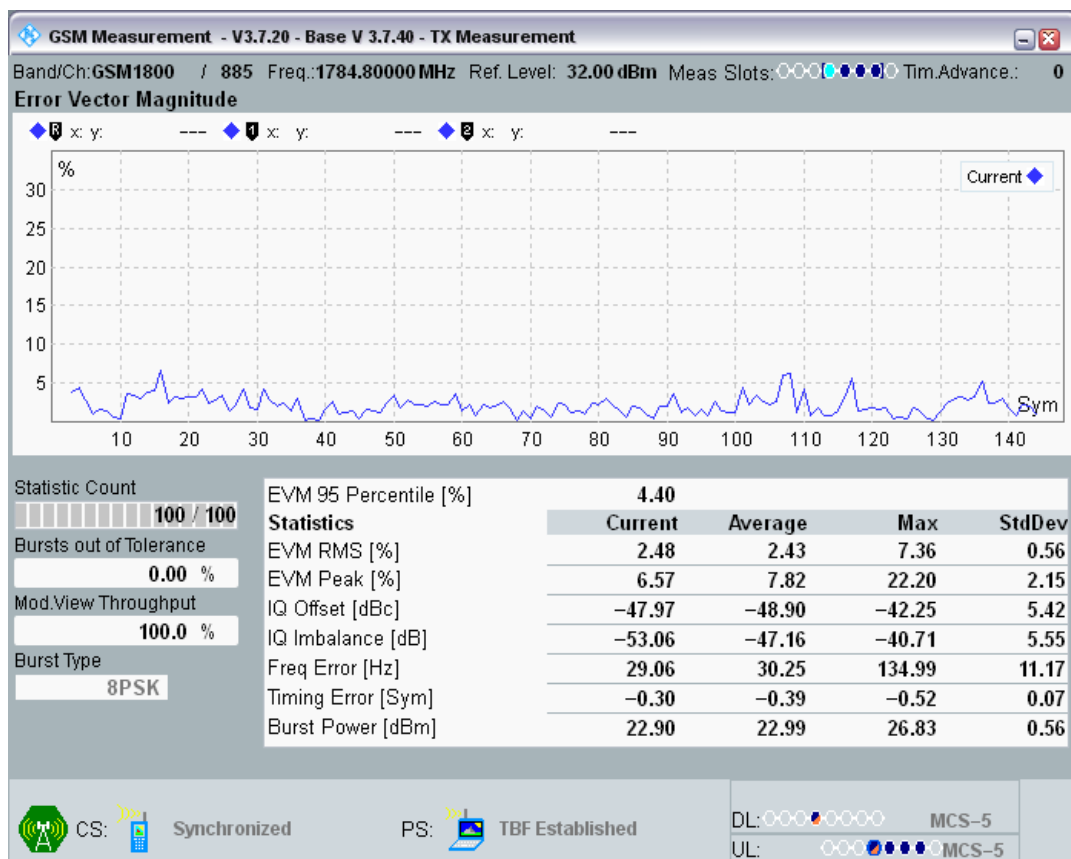 GSM Measurement - V3.7.20 - Base V 3.7.40 - TX Measurement
Band/Ch:GSM1800 / 885 Freq.:1784.80000 MHz Ref. Level: 32.00 dBm Meas Slots: Tim.Advance.: 0
Error Vector Magnitude
R x: y: --- 1 x: y: --- 2 x: y: ---
%
Current
30
25
20
15
10
5
Sym
10 20 30 40 50 60 70 80 90 100 110 120 130 140
Statistic Count
100 / 100
Bursts out of Tolerance
0.00 %
Mod.View Throughput
100.0 %
Burst Type
8PSK
EVM 95 Percentile [%] 4.40
Statistics Current Average Max StdDev
EVM RMS [%] 2.48 2.43 7.36 0.56
EVM Peak [%] 6.57 7.82 22.20 2.15
IQ Offset [dBc] −47.97 −48.90 −42.25 5.42
IQ Imbalance [dB] −53.06 −47.16 −40.71 5.55
Freq Error [Hz] 29.06 30.25 134.99 11.17
Timing Error [Sym] −0.30 −0.39 −0.52 0.07
Burst Power [dBm] 22.90 22.99 26.83 0.56
CS: Synchronized PS: TBF Established
DL: MCS−5
UL: MCS−5